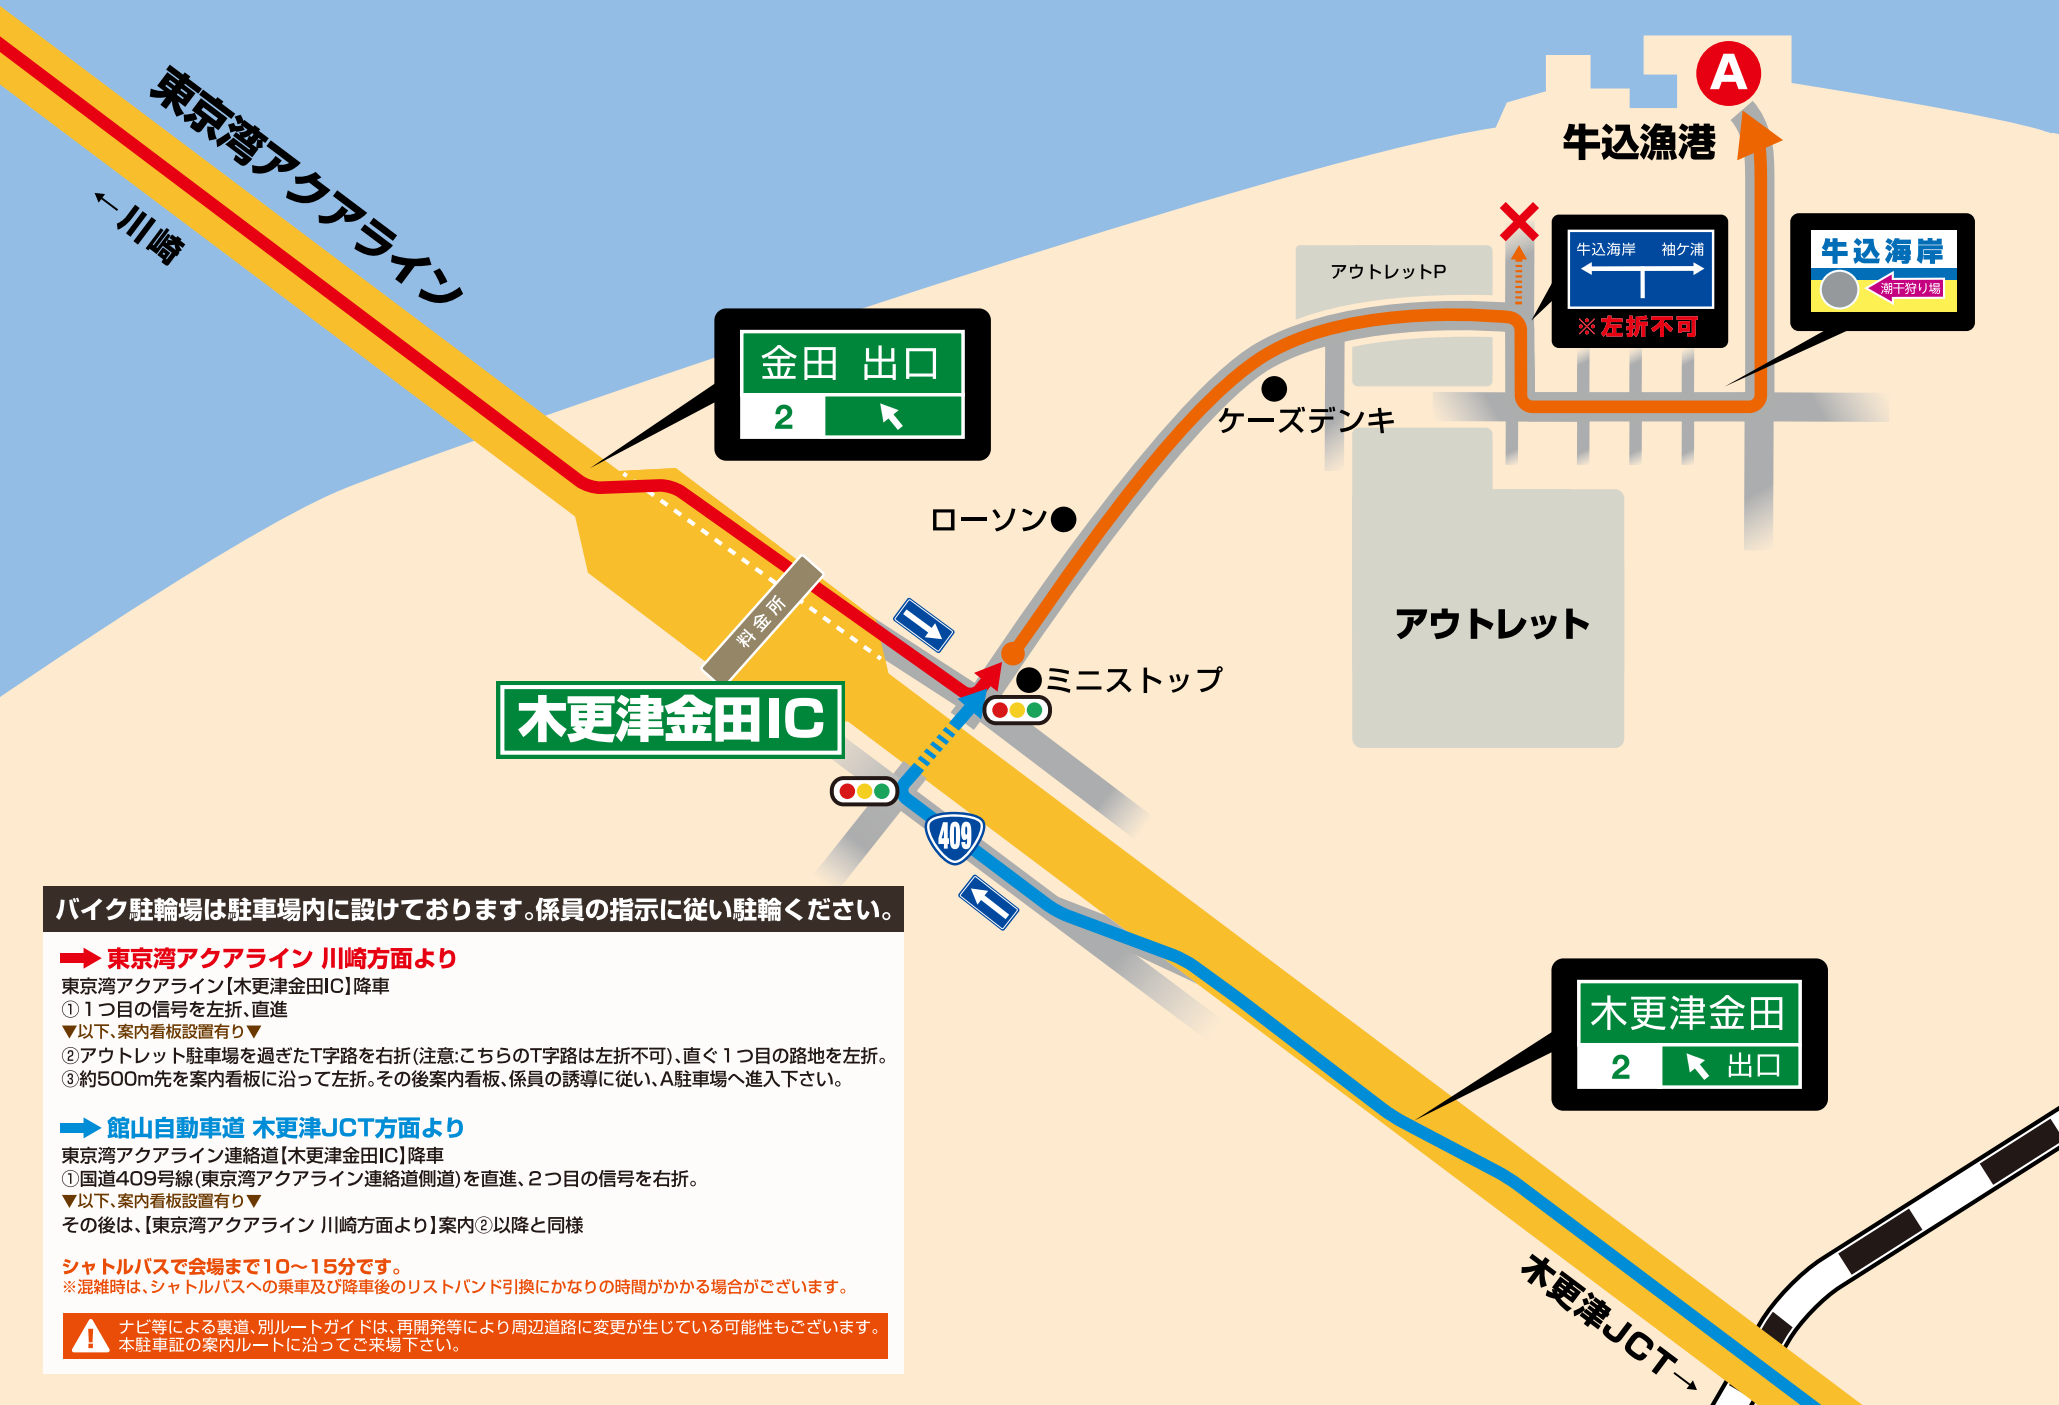 東京湾アクアライン
←川崎
A
牛込漁港
アウトレットP
牛込海岸 袖ケ浦
※左折不可
牛込海岸
潮干狩り場
金田 出口
2
ケーズデンキ
ローソン
アウトレット
料金所
ミニストップ
木更津金田IC
409
木更津金田
2 出口
木更津JCT→
バイク駐輪場は駐車場内に設けております。係員の指示に従い駐輪ください。
東京湾アクアライン 川崎方面より
東京湾アクアライン【木更津金田IC】降車
①1つ目の信号を左折、直進
▼以下、案内看板設置有り▼
②アウトレット駐車場を過ぎたT字路を右折(注意:こちらのT字路は左折不可)、直ぐ1つ目の路地を左折。
③約500m先を案内看板に沿って左折。その後案内看板、係員の誘導に従い、A駐車場へ進入下さい。
館山自動車道 木更津JCT方面より
東京湾アクアライン連絡道【木更津金田IC】降車
①国道409号線(東京湾アクアライン連絡道側道)を直進、2つ目の信号を右折。
▼以下、案内看板設置有り▼
その後は、【東京湾アクアライン 川崎方面より】案内②以降と同様
シャトルバスで会場まで10〜15分です。
※混雑時は、シャトルバスへの乗車及び降車後のリストバンド引換にかなりの時間がかかる場合がございます。
ナビ等による裏道、別ルートガイドは、再開発等により周辺道路に変更が生じている可能性もございます。
本駐車証の案内ルートに沿ってご来場下さい。